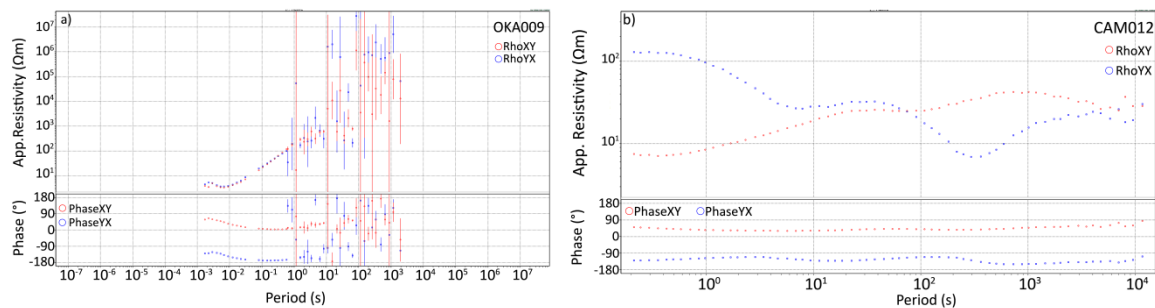 a)
OKA009
RhoXY
RhoYX
App.Resistivity (Ωm)
10⁷
10⁶
10⁵
10⁴
10³
10²
10¹
PhaseXY
PhaseYX
Phase (°)
180
90
0
-90
-180
10⁻⁷ 10⁻⁶ 10⁻⁵ 10⁻⁴ 10⁻³ 10⁻² 10⁻¹ 10⁰ 10¹ 10² 10³ 10⁴ 10⁵ 10⁶ 10⁷
Period (s)
b)
CAM012
RhoXY
RhoYX
App. Resistivity (Ωm)
10²
10¹
PhaseXY PhaseYX
Phase (°)
180
90
0
-90
-180
10⁰ 10¹ 10² 10³ 10⁴
Period (s)